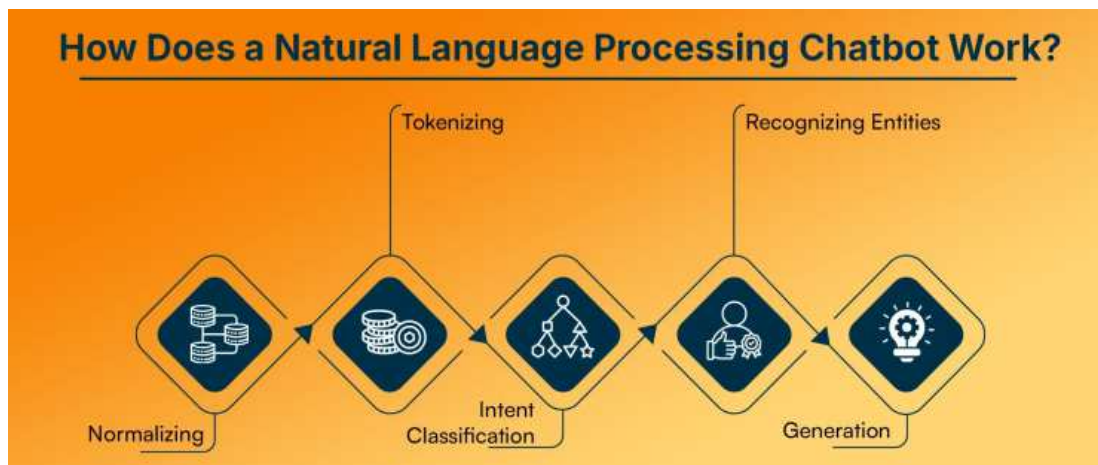 How Does a Natural Language Processing Chatbot Work?
Tokenizing
Recognizing Entities
Normalizing
Intent
Classification
Generation